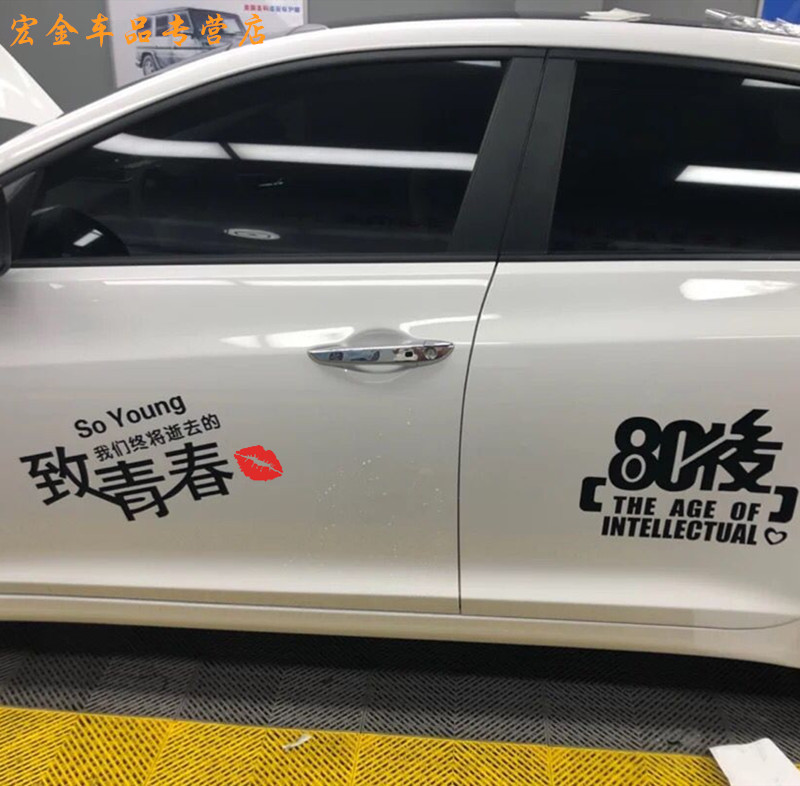 宏金车品专营店
So Young
我们终将逝去的
致青春
80後
THE AGE OF
INTELLECTUAL